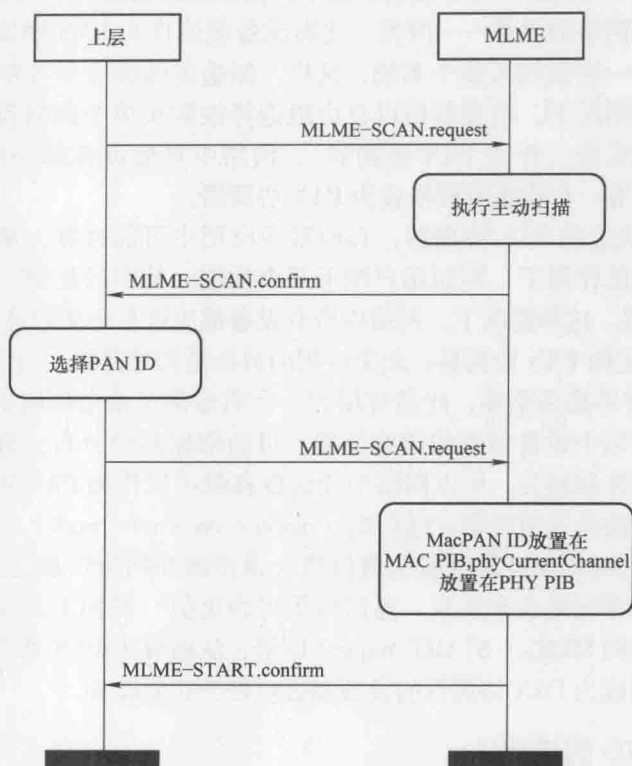 上层
MLME
MLME-SCAN.request
执行主动扫描
MLME-SCAN.confirm
选择PAN ID
MLME-SCAN.request
MacPAN ID放置在
MAC PIB,phyCurrentChannel
放置在PHY PIB
MLME-START.confirm